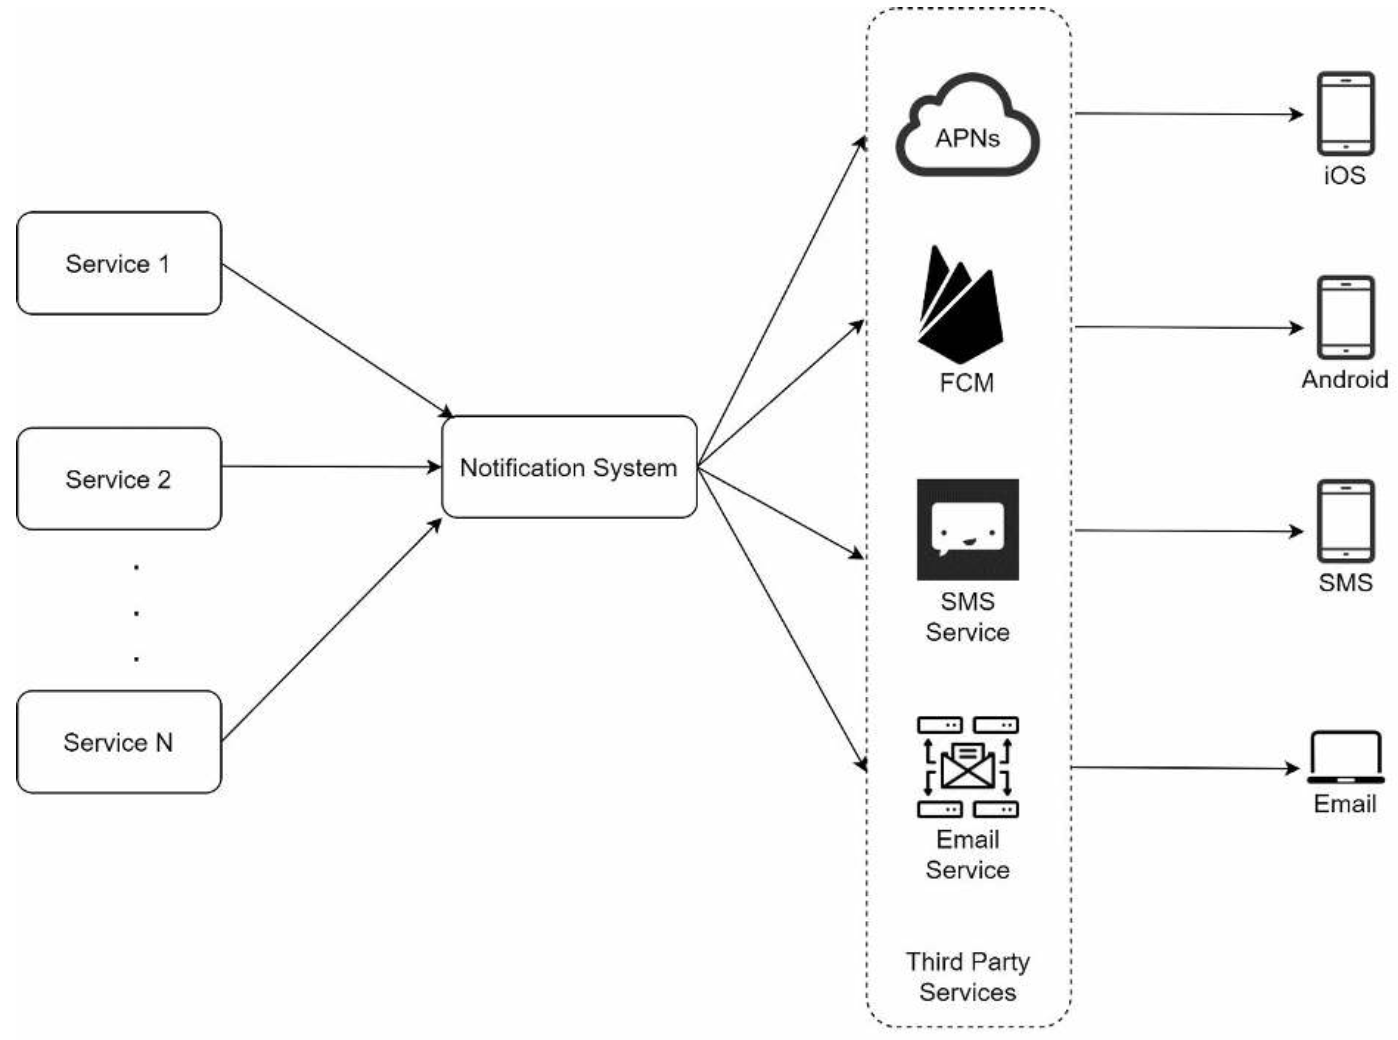 Service 1
Service 2
Service N
Notification System
APNs
FCM
SMS
Service
Email
Service
Third Party
Services
iOS
Android
SMS
Email